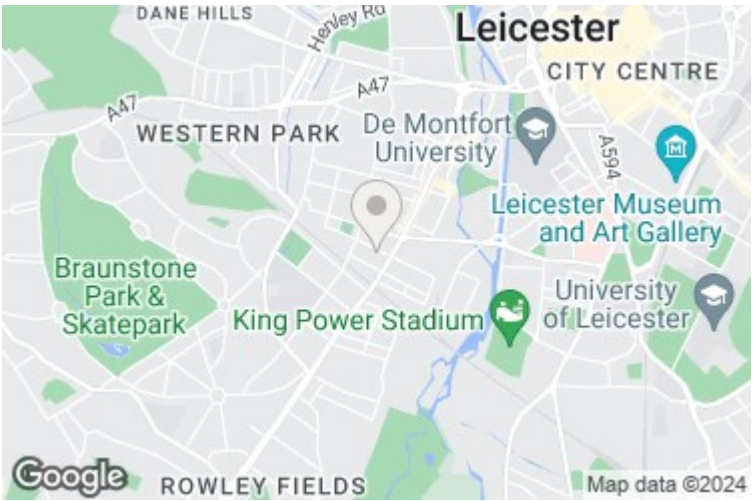 DANE HILLS
Henley Rd
Leicester
CITY CENTRE
A47
A47
WESTERN PARK
De Montfort
University
A594
M
Leicester Museum
and Art Gallery
Braunstone
Park &
Skatepark
King Power Stadium
University
of Leicester
Google
ROWLEY FIELDS
Map data ©2024